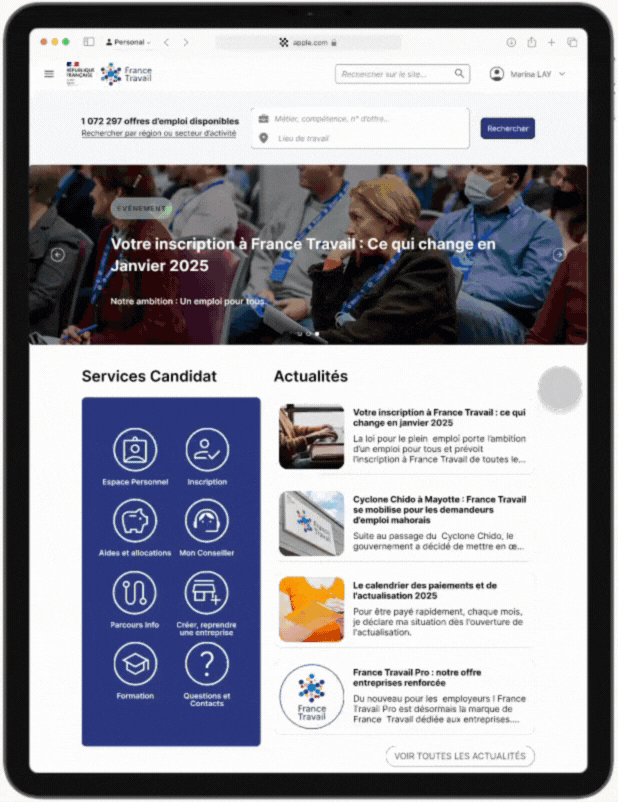 Personal
apple.com
RÉPUBLIQUE
FRANÇAISE
France
Travail
Rechercher sur le site...
Marina LAY
1 072 297 offres d'emploi disponibles
Rechercher par région ou secteur d'activité
Métier, compétence, n° d'offre...
Lieu de travail
Rechercher
EVÉNEMENT
Votre inscription à France Travail : Ce qui change en
Janvier 2025
Notre ambition : Un emploi pour tous
Services Candidat
Actualités
Espace Personnel
Inscription
Aides et allocations
Mon Conseiller
Parcours Info
Créer, reprendre
une entreprise
Formation
Questions et
Contacts
Votre inscription à France Travail : ce qui
change en janvier 2025
La loi pour le plein emploi porte l'ambition
d'un emploi pour tous et prévoit
l'inscription à France Travail de toutes le...
Cyclone Chido à Mayotte : France Travail
se mobilise pour les demandeurs
d'emploi mahorais
Suite au passage du Cyclone Chido, le
gouvernement a décidé de mettre en œ...
France
Travail
Le calendrier des paiements et de
l'actualisation 2025
Pour être payé rapidement, chaque mois,
je déclare ma situation dès l'ouverture de
l'actualisation.
France
Travail
France Travail Pro : notre offre
entreprises renforcée
Du nouveau pour les employeurs ! France
Travail Pro est désormais la marque de
France Travail dédiée aux entreprises....
VOIR TOUTES LES ACTUALITÉS